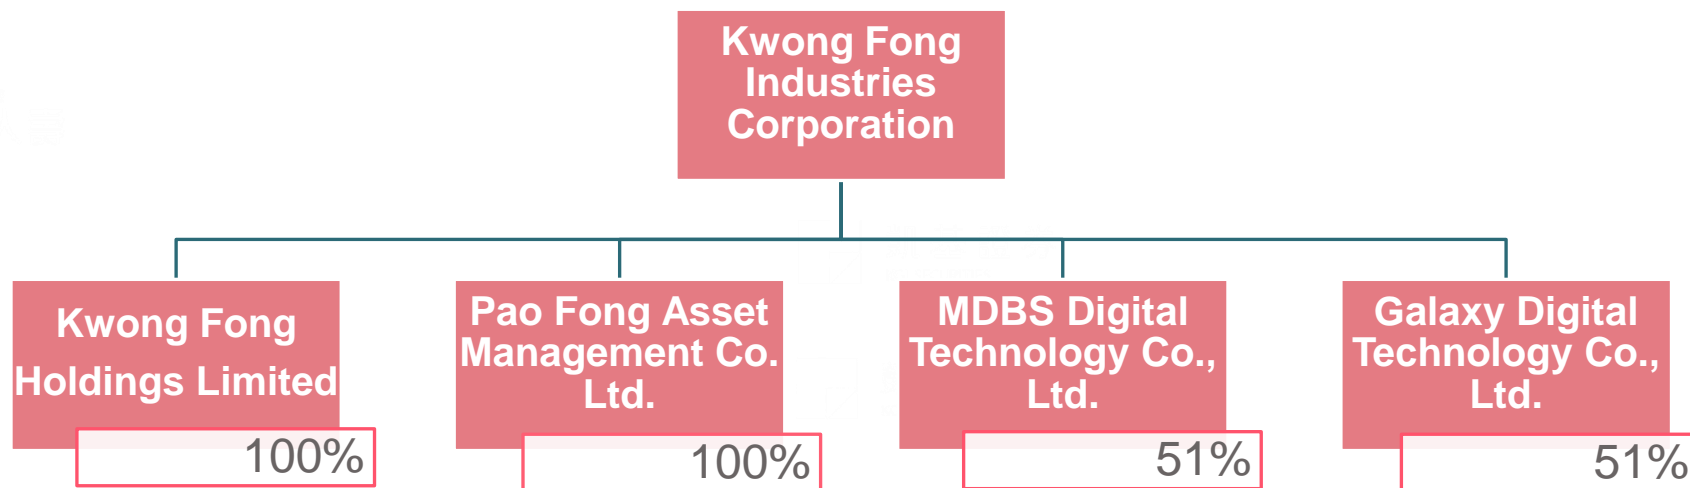 Kwong Fong
Industries
Corporation
Kwong Fong
Holdings Limited
100%
Pao Fong Asset
Management Co.
Ltd.
100%
MDBS Digital
Technology Co.,
Ltd.
51%
Galaxy Digital
Technology Co.,
Ltd.
51%